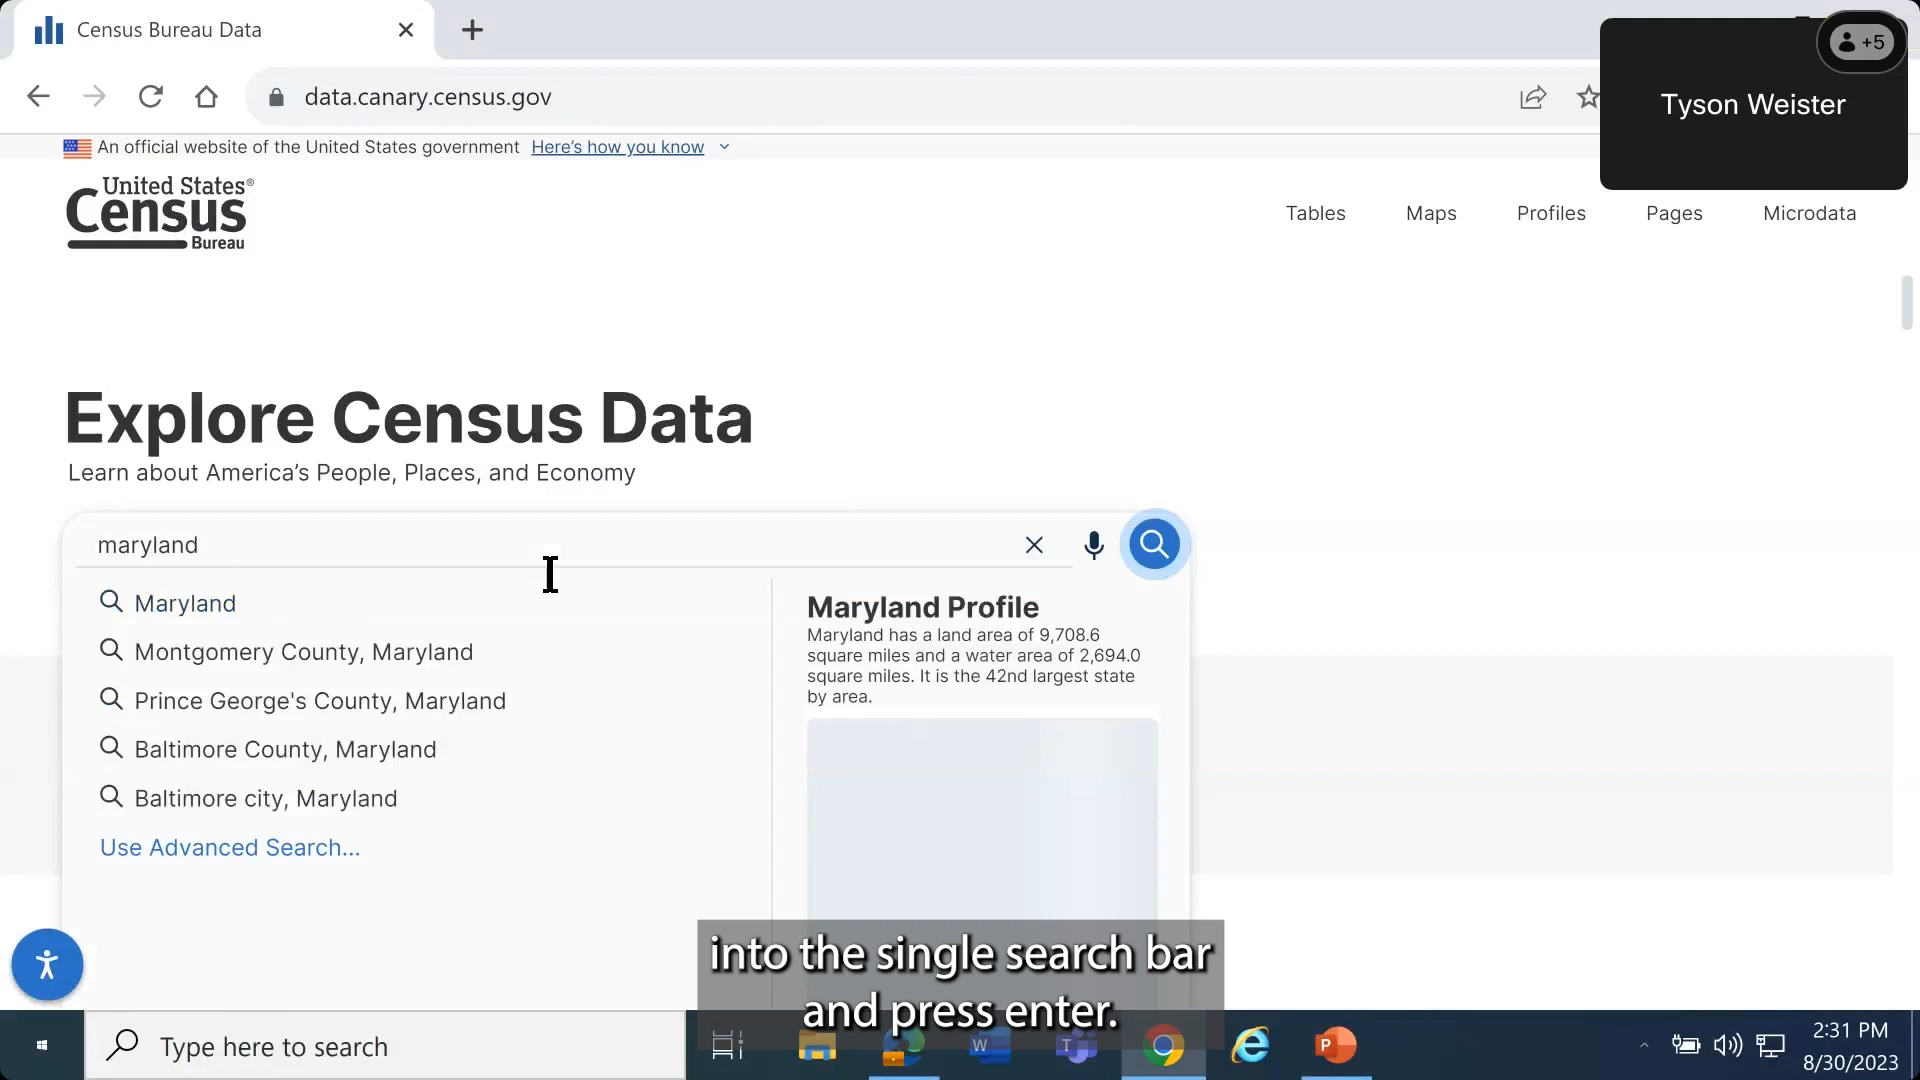 Census Bureau Data
+5
Tyson Weister
data.canary.census.gov
An official website of the United States government Here's how you know
United States®
Census
Bureau
Tables Maps Profiles Pages Microdata
Explore Census Data
Learn about America's People, Places, and Economy
maryland
Maryland
Montgomery County, Maryland
Prince George's County, Maryland
Baltimore County, Maryland
Baltimore city, Maryland
Use Advanced Search...
Maryland Profile
Maryland has a land area of 9,708.6
square miles and a water area of 2,694.0
square miles. It is the 42nd largest state
by area.
into the single search bar
and press enter.
Type here to search
W
T
P
2:31 PM
8/30/2023